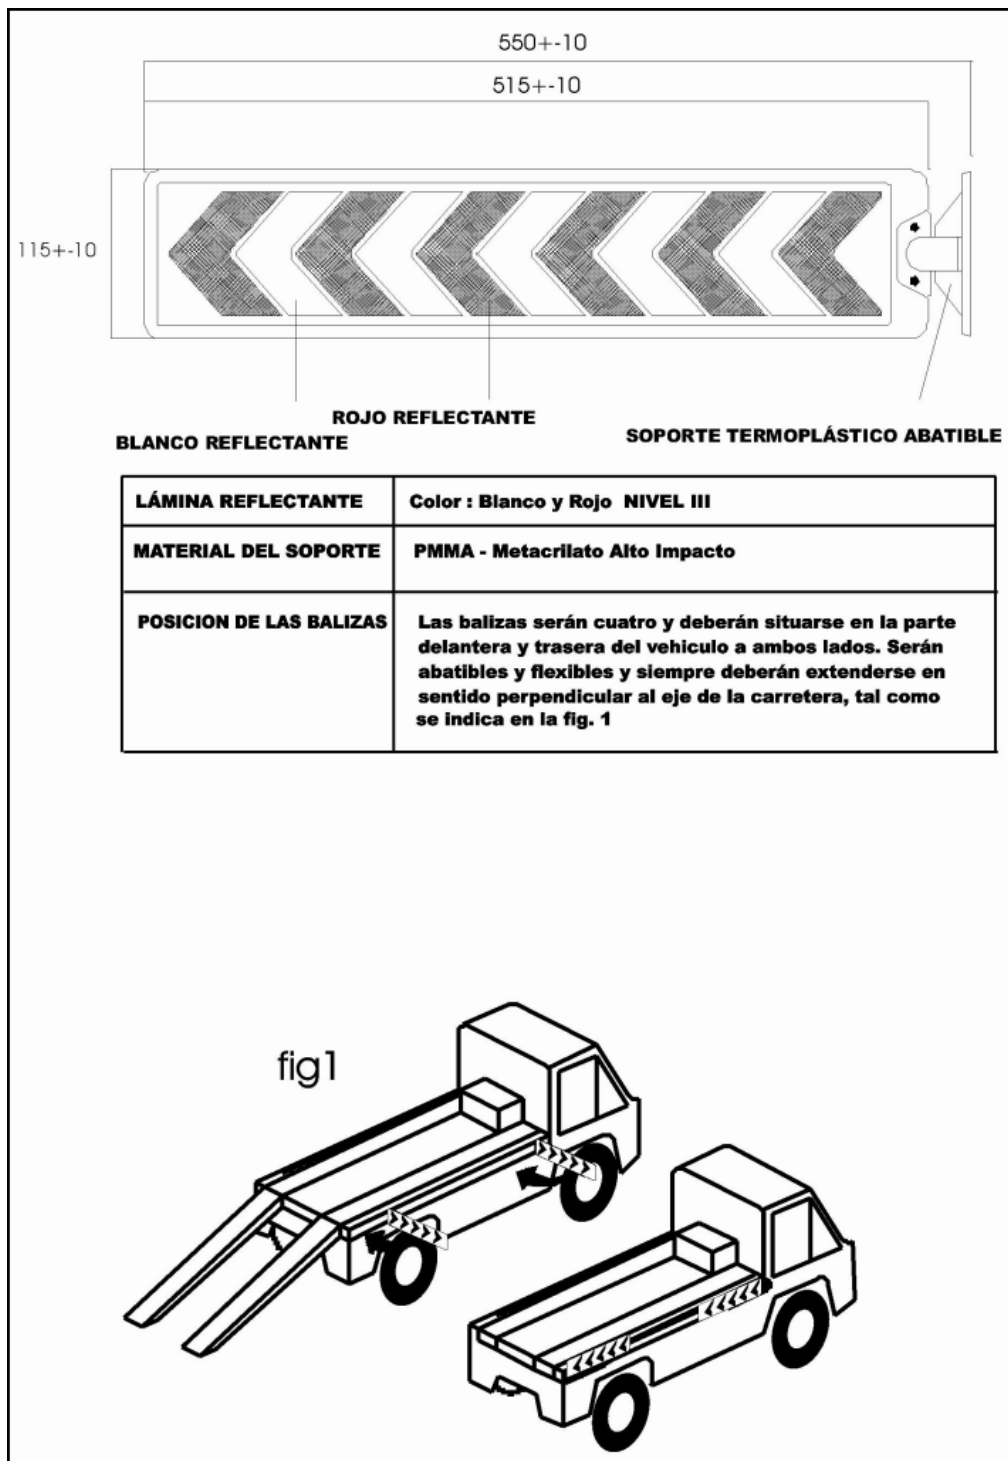 550+-10
515+-10
115+-10
ROJO REFLECTANTE
BLANCO REFLECTANTE
SOPORTE TERMOPLÁSTICO ABATIBLE
LÁMINA REFLECTANTE
Color : Blanco y Rojo NIVEL III
MATERIAL DEL SOPORTE
PMMA - Metacrilato Alto Impacto
POSICION DE LAS BALIZAS
Las balizas serán cuatro y deberán situarse en la parte
delantera y trasera del vehiculo a ambos lados. Serán
abatibles y flexibles y siempre deberán extenderse en
sentido perpendicular al eje de la carretera, tal como
se indica en la fig. 1
fig1